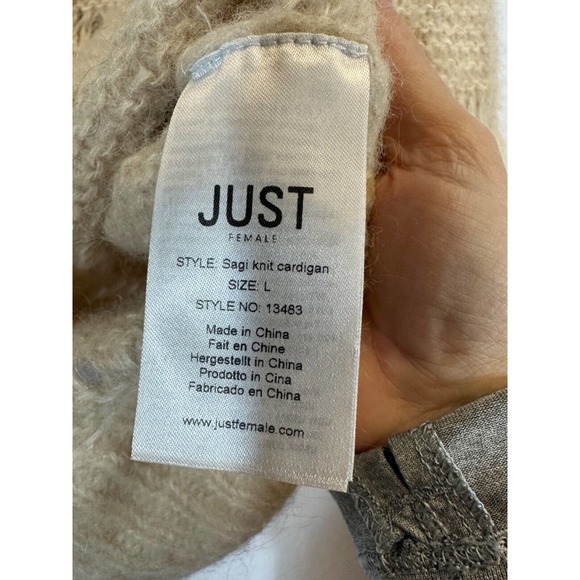 JUST
FEMALE
STYLE: Sagi knit cardigan
SIZE: L
STYLE NO: 13483
Made in China
Fait en Chine
Hergestellt in China
Prodotto in Cina
Fabricado en China
www.justfemale.com